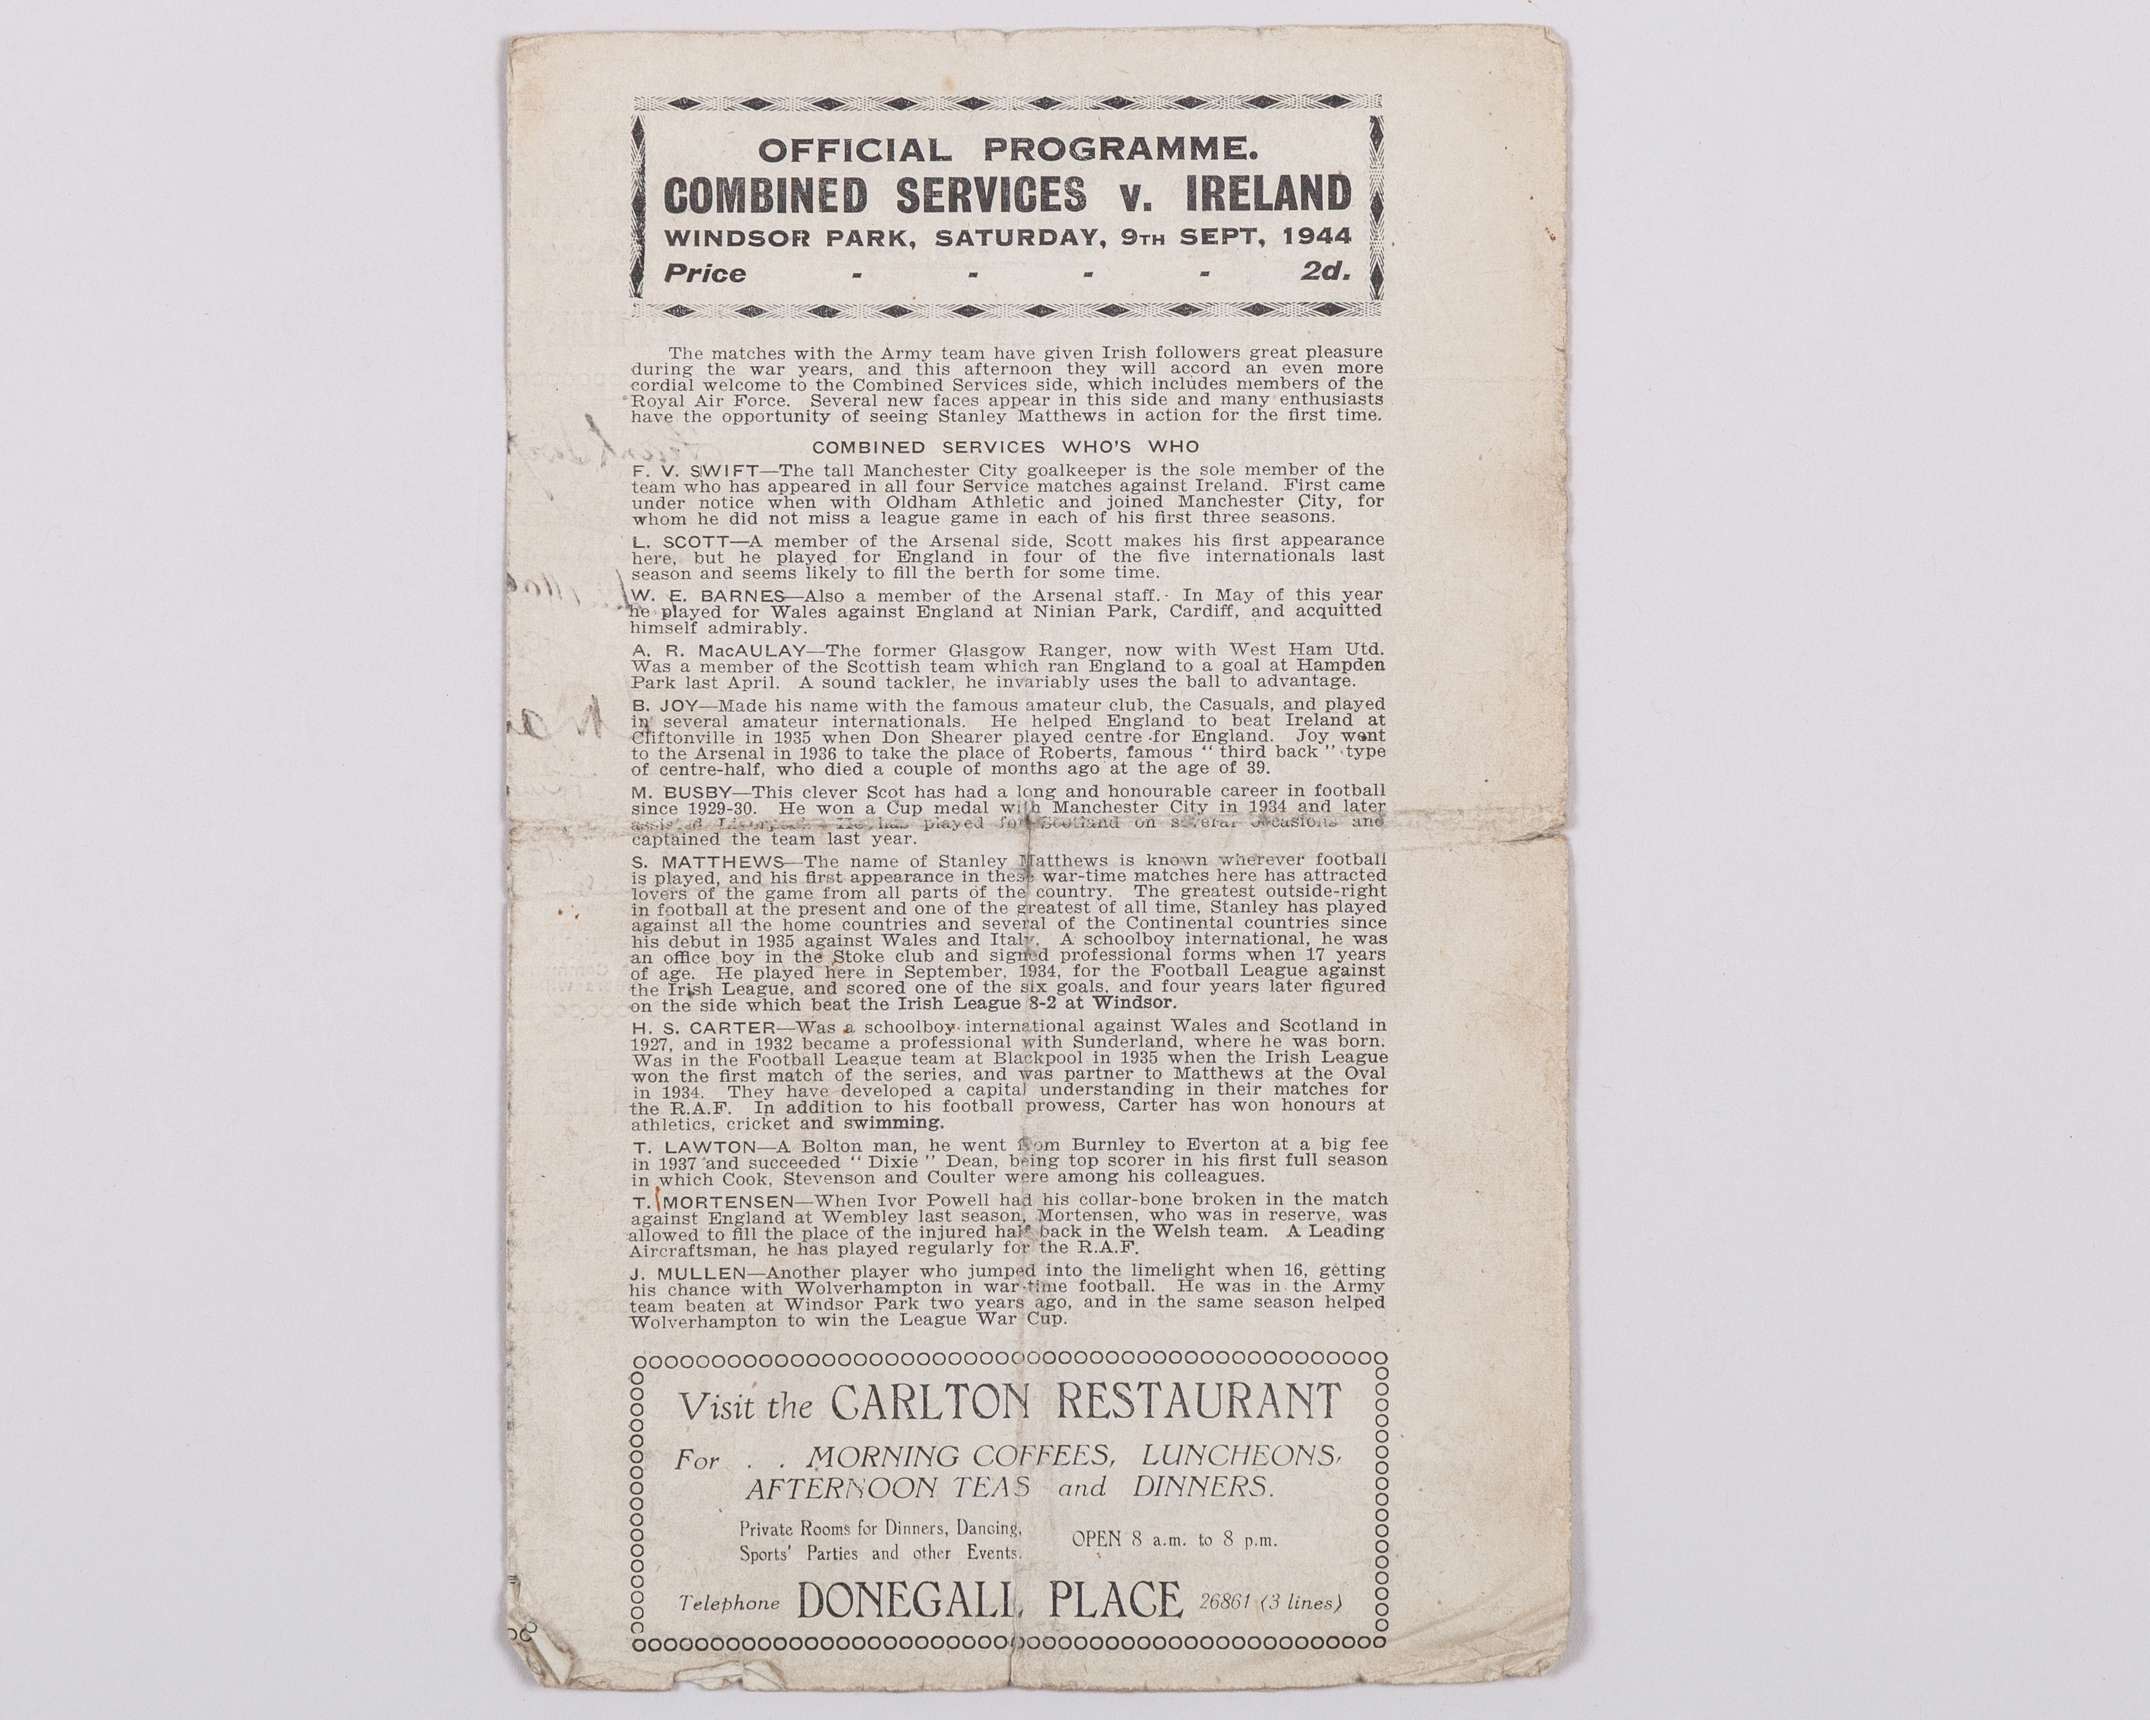 OFFICIAL PROGRAMME.
COMBINED SERVICES v. IRELAND
WINDSOR PARK, SATURDAY, 9TH SEPT, 1944
Price - - - - 2d.
The matches with the Army team have given Irish followers great pleasure
during the war years, and this afternoon they will accord an even more
cordial welcome to the Combined Services side, which includes members of the
Royal Air Force. Several new faces appear in this side and many enthusiasts
have the opportunity of seeing Stanley Matthews in action for the first time.
COMBINED SERVICES WHO'S WHO
F. V. SWIFT—The tall Manchester City goalkeeper is the sole member of the
team who has appeared in all four Service matches against Ireland. First came
under notice when with Oldham Athletic and joined Manchester City, for
whom he did not miss a league game in each of his first three seasons.
L. SCOTT—A member of the Arsenal side, Scott makes his first appearance
here, but he played for England in four of the five internationals last
season and seems likely to fill the berth for some time.
W. E. BARNES—Also a member of the Arsenal staff. In May of this year
he played for Wales against England at Ninian Park, Cardiff, and acquitted
himself admirably.
A. R. MacAULAY—The former Glasgow Ranger, now with West Ham Utd.
Was a member of the Scottish team which ran England to a goal at Hampden
Park last April. A sound tackler, he invariably uses the ball to advantage.
B. JOY—Made his name with the famous amateur club, the Casuals, and played
in several amateur internationals. He helped England to beat Ireland at
Cliftonville in 1935 when Don Shearer played centre for England. Joy went
to the Arsenal in 1936 to take the place of Roberts, famous "third back" type
of centre-half, who died a couple of months ago at the age of 39.
M. BUSBY—This clever Scot has had a long and honourable career in football
since 1929-30. He won a Cup medal with Manchester City in 1934 and later
assisted Liverpool. He has played for Scotland on several occasions and
captained the team last year.
S. MATTHEWS—The name of Stanley Matthews is known wherever football
is played, and his first appearance in these war-time matches here has attracted
lovers of the game from all parts of the country. The greatest outside-right
in football at the present and one of the greatest of all time, Stanley has played
against all the home countries and several of the Continental countries since
his debut in 1935 against Wales and Italy. A schoolboy international, he was
an office boy in the Stoke club and signed professional forms when 17 years
of age. He played here in September, 1934, for the Football League against
the Irish League, and scored one of the six goals, and four years later figured
on the side which beat the Irish League 8-2 at Windsor.
H. S. CARTER—Was a schoolboy international against Wales and Scotland in
1927, and in 1932 became a professional with Sunderland, where he was born.
Was in the Football League team at Blackpool in 1935 when the Irish League
won the first match of the series, and was partner to Matthews at the Oval
in 1934. They have developed a capital understanding in their matches for
the R.A.F. In addition to his football prowess, Carter has won honours at
athletics, cricket and swimming.
T. LAWTON—A Bolton man, he went from Burnley to Everton at a big fee
in 1937 and succeeded "Dixie" Dean, being top scorer in his first full season
in which Cook, Stevenson and Coulter were among his colleagues.
T. MORTENSEN—When Ivor Powell had his collar-bone broken in the match
against England at Wembley last season, Mortensen, who was in reserve, was
allowed to fill the place of the injured half back in the Welsh team. A Leading
Aircraftsman, he has played regularly for the R.A.F.
J. MULLEN—Another player who jumped into the limelight when 16, getting
his chance with Wolverhampton in war-time football. He was in the Army
team beaten at Windsor Park two years ago, and in the same season helped
Wolverhampton to win the League War Cup.
Visit the CARLTON RESTAURANT
For . . MORNING COFFEES, LUNCHEONS,
AFTERNOON TEAS and DINNERS.
Private Rooms for Dinners, Dancing,
Sports' Parties and other Events.
OPEN 8 a.m. to 8 p.m.
Telephone DONEGALL PLACE 26861 (3 lines)